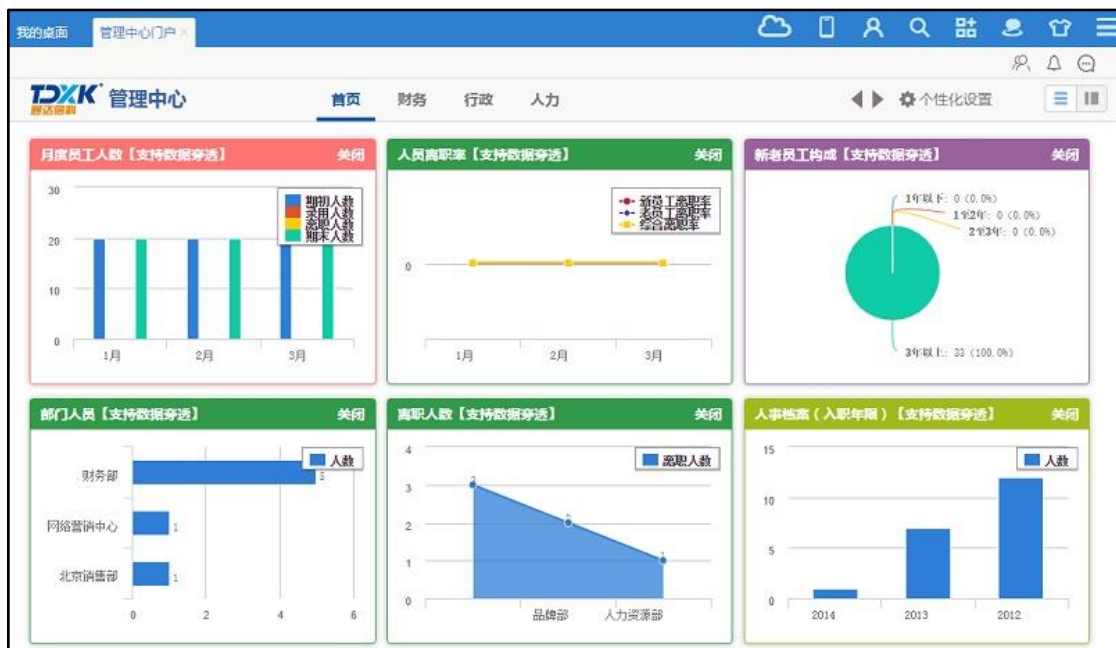 我的桌面
管理中心门户 ×
TDXK 通达信科 管理中心
首页 财务 行政 人力
个性化设置
月度员工人数【支持数据穿透】 关闭
30
20
10
0
期初人数
录用人数
离职人数
期末人数
1月 2月 3月
人员离职率【支持数据穿透】 关闭
新员工离职率
老员工离职率
综合离职率
0
1月 2月 3月
新老员工构成【支持数据穿透】 关闭
1年以下: 0 (0.0%)
1至2年: 0 (0.0%)
2至3年: 0 (0.0%)
3年以上: 33 (100.0%)
部门人员【支持数据穿透】 关闭
人数
财务部 5
网络营销中心 1
北京销售部 1
0 2 4 6
离职人数【支持数据穿透】 关闭
离职人数
4
3
2
1
0
3
2
1
品牌部 人力资源部
人事档案（入职年限）【支持数据穿透】 关闭
人数
15
10
5
0
2014 2013 2012